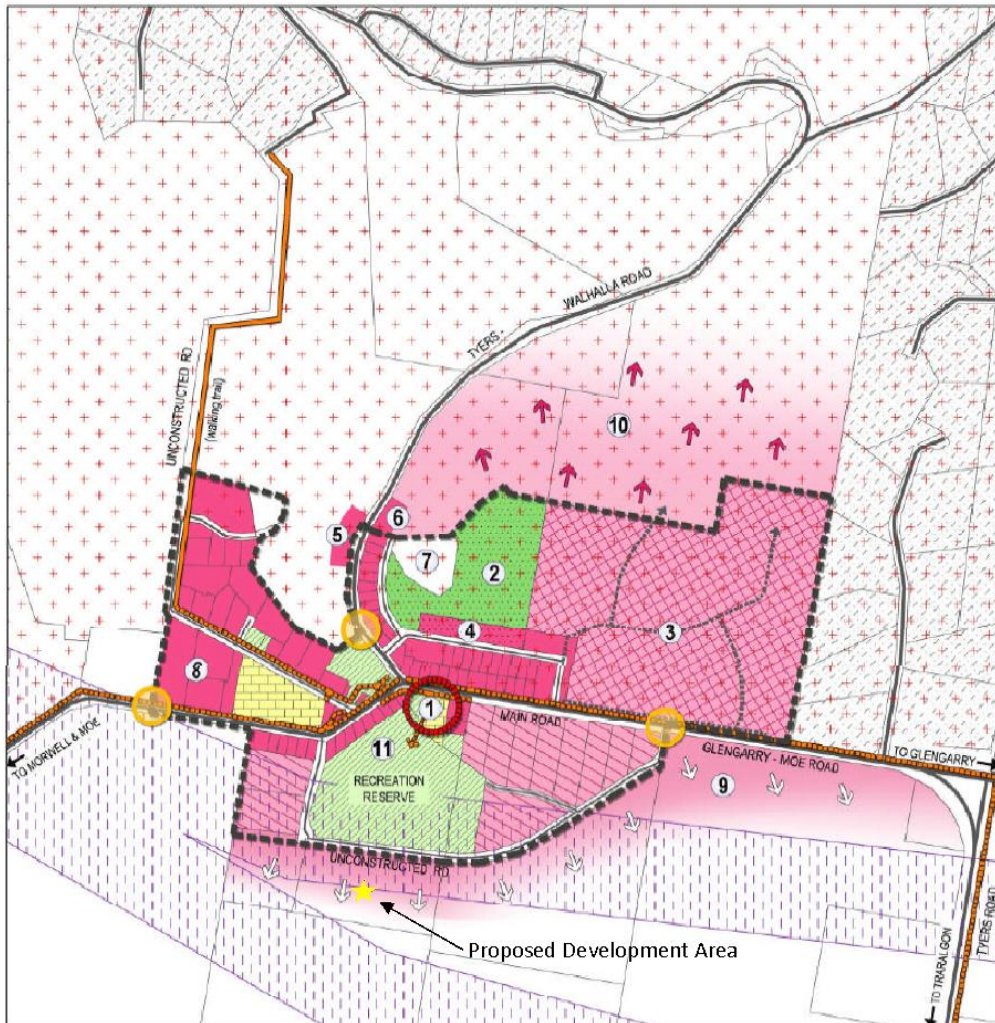 WALHALLA ROAD
TYERS -
UNCONSTRUCTED RD
(walking trail)
10
5
6
7
2
4
3
8
1
MAIN ROAD
GLENGARRY - MOE ROAD
TO GLENGARRY
TO MORWELL & MOE
11
RECREATION
RESERVE
9
UNCONSTRUCTED RD
Proposed Development Area
TO TRARALGON
TYERS ROAD